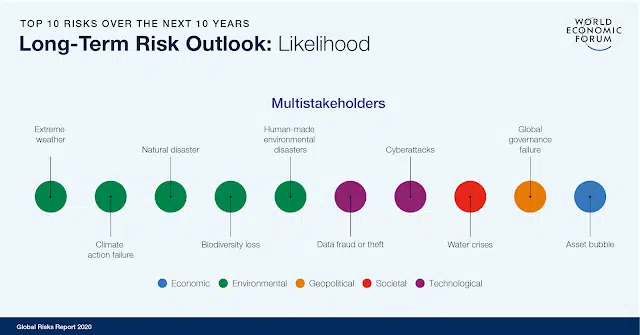 TOP 10 RISKS OVER THE NEXT 10 YEARS
Long-Term Risk Outlook: Likelihood
WORLD
ECONOMIC
FORUM
Multistakeholders
Extreme
weather
Climate
action failure
Natural disaster
Biodiversity loss
Human-made
environmental
disasters
Data fraud or theft
Cyberattacks
Water crises
Global
governance
failure
Asset bubble
Economic
Environmental
Geopolitical
Societal
Technological
Global Risks Report 2020